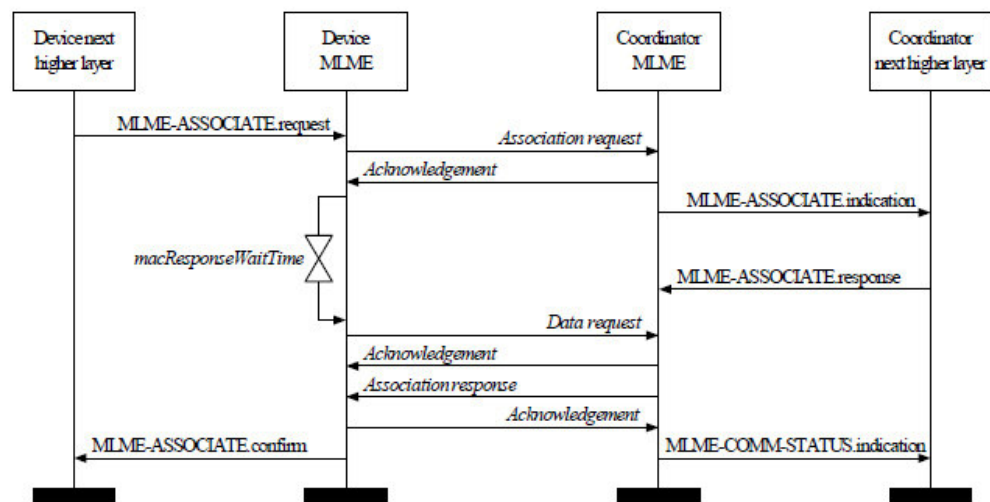 Device next
higher layer
Device
MLME
Coordinator
MLME
Coordinator
next higher layer
MLME-ASSOCIATE.request
Association request
Acknowledgement
MLME-ASSOCIATE.indication
macResponseWaitTime
MLME-ASSOCIATE.response
Data request
Acknowledgement
Association response
Acknowledgement
MLME-ASSOCIATE.confirm
MLME-COMM-STATUS.indication